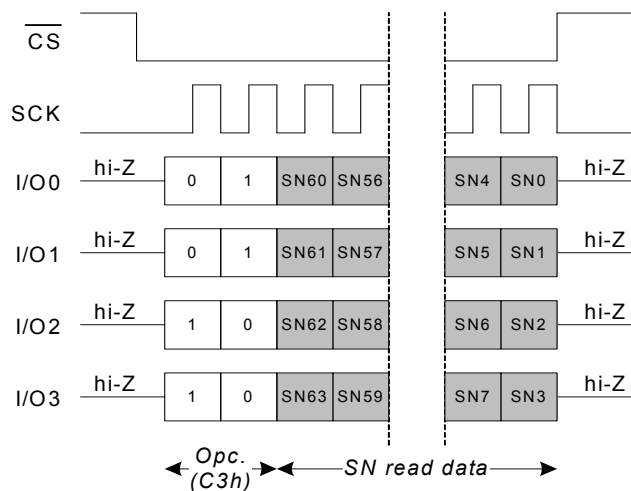 CS
SCK
I/O0 hi-Z 0 1 SN60 SN56 SN4 SN0 hi-Z
I/O1 hi-Z 0 1 SN61 SN57 SN5 SN1 hi-Z
I/O2 hi-Z 1 0 SN62 SN58 SN6 SN2 hi-Z
I/O3 hi-Z 1 0 SN63 SN59 SN7 SN3 hi-Z
Opc. SN read data
(C3h)